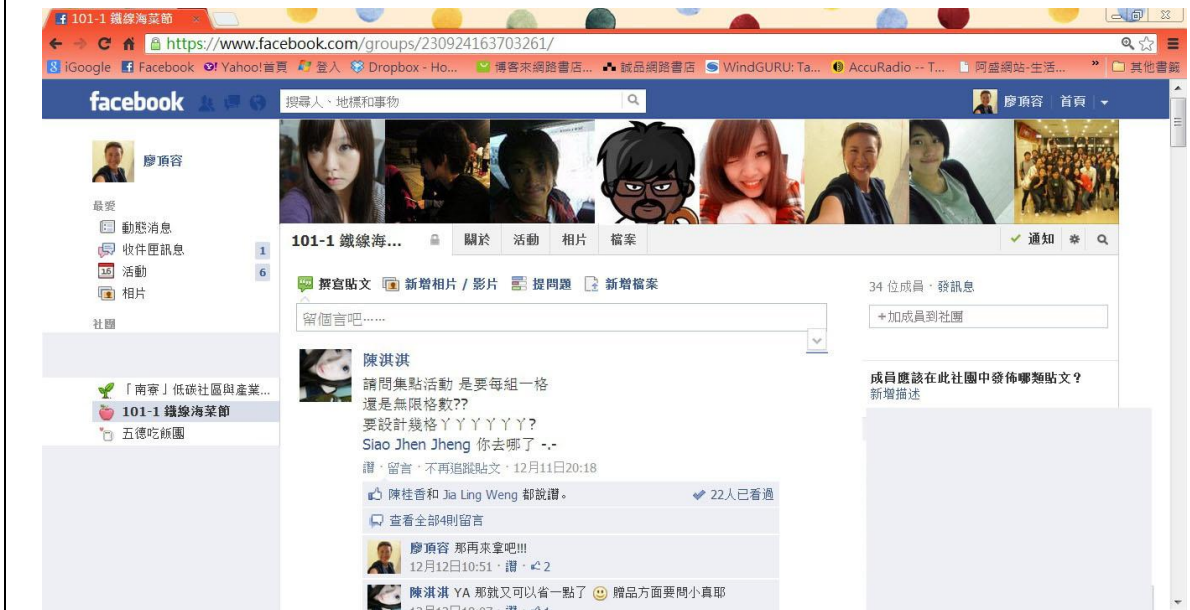 101-1 鐵線海菜節
https://www.facebook.com/groups/230924163703261/
iGoogle Facebook Yahoo!首頁 登入 Dropbox - Ho... 博客來網路書店... 誠品網路書店 WindGURU: Ta... AccuRadio -- T... 阿盛網站-生活... » 其他書籤
facebook 搜尋人、地標和事物 廖頂容 首頁
廖頂容
最愛
動態消息
收件匣訊息 1
活動 6
相片
社團
「南寮」低碳社區與產業...
101-1 鐵線海菜節
五德吃飯團
101-1 鐵線海... 關於 活動 相片 檔案 通知
撰寫貼文 新增相片 / 影片 提問題 新增檔案
留個言吧......
陳淇淇
請問集點活動 是要每組一格
還是無限格數??
要設計幾格ㄚㄚㄚㄚㄚㄚ?
Siao Jhen Jheng 你去哪了 -.-
讚 · 留言 · 不再追蹤貼文 · 12月11日20:18
陳桂香和 Jia Ling Weng 都說讚。 22人已看過
查看全部4則留言
廖頂容 那再來拿吧!!!
12月12日10:51 · 讚 · 2
陳淇淇 YA 那就又可以省一點了 贈品方面要問小真耶
34 位成員 · 發訊息
+加成員到社團
成員應該在此社團中發佈哪類貼文？
新增描述